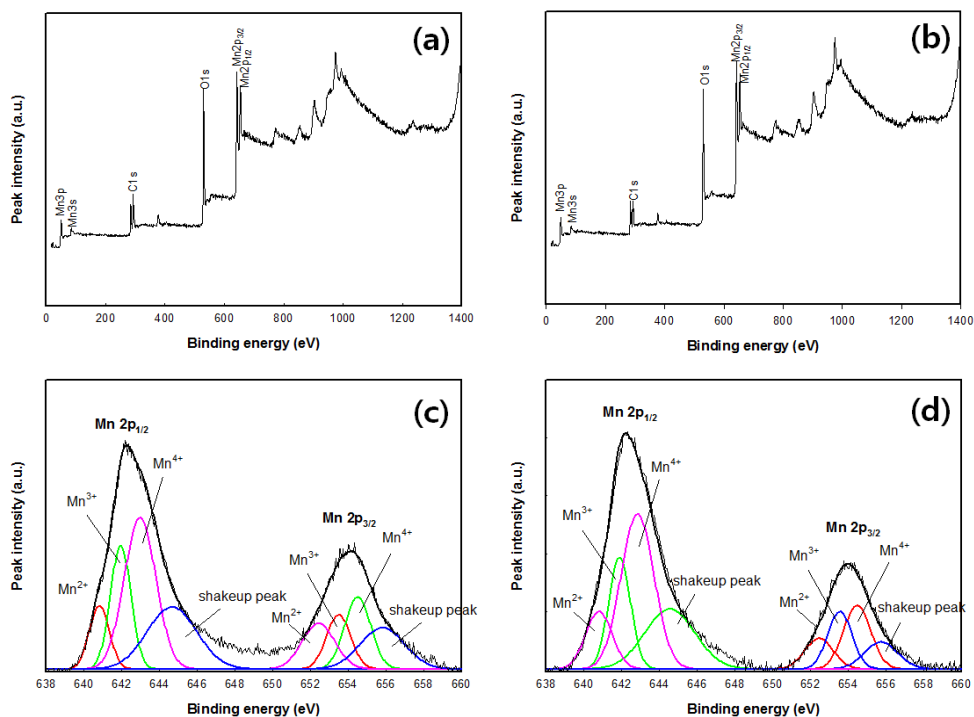 (a)
Mn2p3/2
Mn2p1/2
O1s
C1s
Mn3p
Mn3s
Peak intensity (a.u.)
0 200 400 600 800 1000 1200 1400
Binding energy (eV)
(b)
Mn2p3/2
Mn2p1/2
O1s
C1s
Mn3p
Mn3s
Peak intensity (a.u.)
0 200 400 600 800 1000 1200 1400
Binding energy (eV)
(c)
Mn 2p1/2
Mn4+
Mn3+
Mn2+
shakeup peak
Mn 2p3/2
Mn4+
Mn3+
Mn2+
shakeup peak
Peak intensity (a.u.)
638 640 642 644 646 648 650 652 654 656 658 660
Binding energy (eV)
(d)
Mn 2p1/2
Mn4+
Mn3+
Mn2+
shakeup peak
Mn 2p3/2
Mn3+
Mn4+
Mn2+
shakeup peak
Peak intensity (a.u.)
638 640 642 644 646 648 650 652 654 656 658 660
Binding energy (eV)